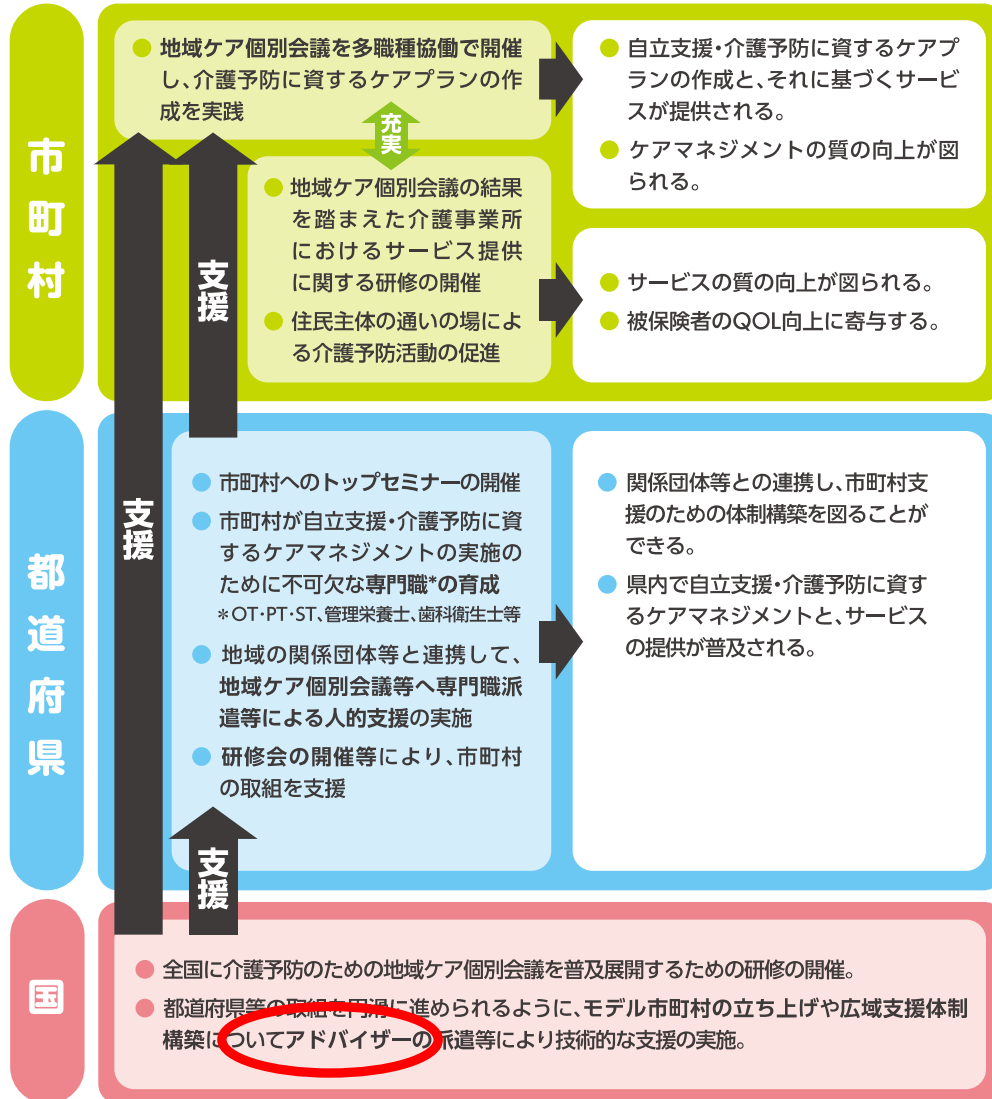 市町村
地域ケア個別会議を多職種協働で開催
し、介護予防に資するケアプランの作
成を実践
充実
地域ケア個別会議の結果
を踏まえた介護事業所
におけるサービス提供
に関する研修の開催
住民主体の通いの場によ
る介護予防活動の促進
自立支援・介護予防に資するケアプ
ランの作成と、それに基づくサービ
スが提供される。
ケアマネジメントの質の向上が図
られる。
サービスの質の向上が図られる。
被保険者のQOL向上に寄与する。
支援
支援
都道府県
市町村へのトップセミナーの開催
市町村が自立支援・介護予防に資
するケアマネジメントの実施の
ために不可欠な専門職*の育成
*OT・PT・ST、管理栄養士、歯科衛生士等
地域の関係団体等と連携して、
地域ケア個別会議等へ専門職派
遣等による人的支援の実施
研修会の開催等により、市町村
の取組を支援
関係団体等との連携し、市町村支
援のための体制構築を図ることが
できる。
県内で自立支援・介護予防に資す
るケアマネジメントと、サービス
の提供が普及される。
支援
国
全国に介護予防のための地域ケア個別会議を普及展開するための研修の開催。
都道府県等の取組を円滑に進められるように、モデル市町村の立ち上げや広域支援体制
構築についてアドバイザーの派遣等により技術的な支援の実施。